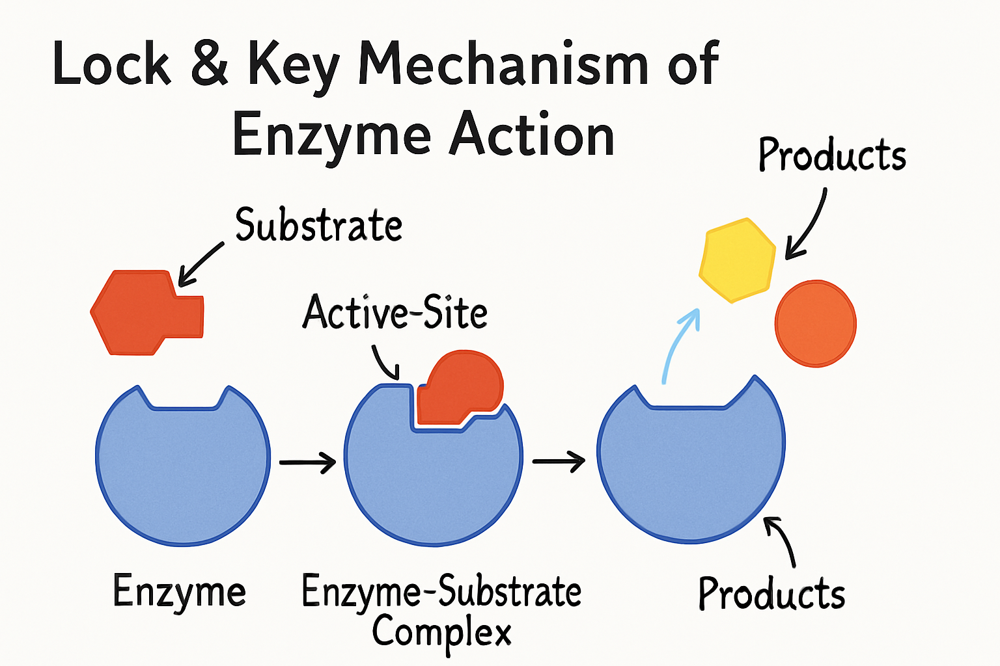 Lock & Key Mechanism of
Enzyme Action
Products
Substrate
Active-Site
Enzyme
Enzyme-Substrate
Complex
Products